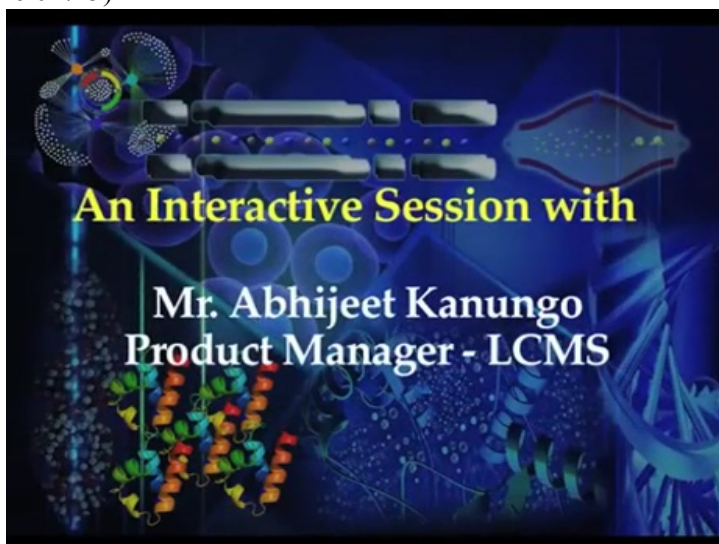 An Interactive Session with
Mr. Abhijeet Kanungo
Product Manager - LCMS